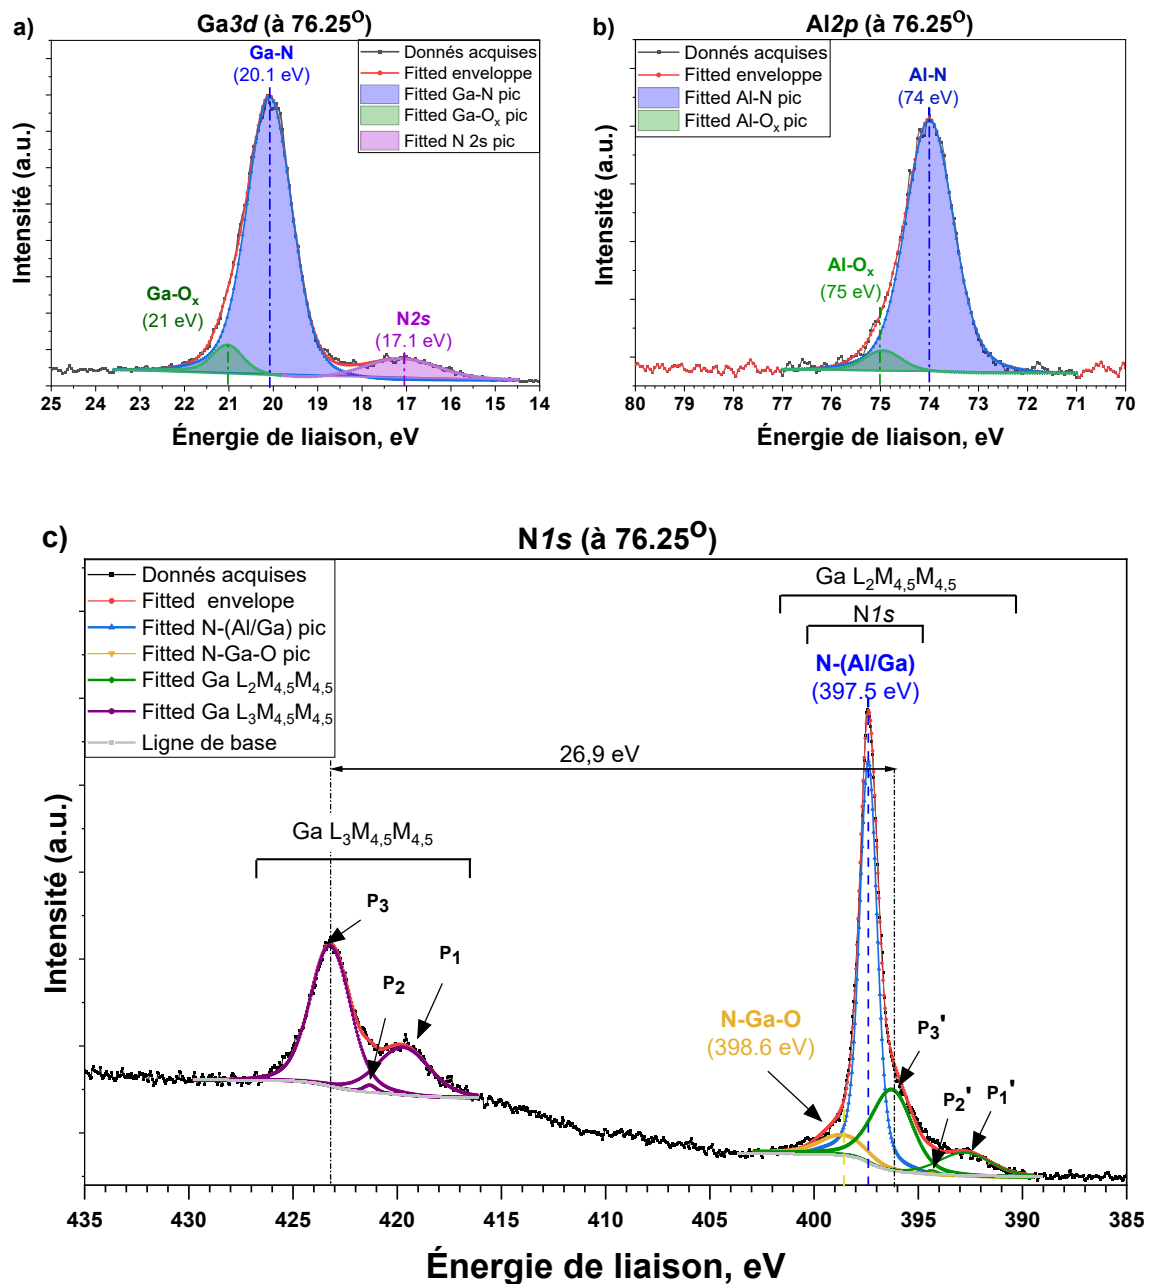 a)
Ga3d (à 76.25⁰)
Ga-N
(20.1 eV)
Donnés acquises
Fitted enveloppe
Fitted Ga-N pic
Fitted Ga-Oₓ pic
Fitted N 2s pic
Ga-Oₓ
(21 eV)
N2s
(17.1 eV)
Intensité (a.u.)
25 24 23 22 21 20 19 18 17 16 15 14
Énergie de liaison, eV
b)
Al2p (à 76.25⁰)
Donnés acquises
Fitted enveloppe
Fitted Al-N pic
Fitted Al-Oₓ pic
Al-N
(74 eV)
Al-Oₓ
(75 eV)
Intensité (a.u.)
80 79 78 77 76 75 74 73 72 71 70
Énergie de liaison, eV
c)
N1s (à 76.25⁰)
Donnés acquises
Fitted envelope
Fitted N-(Al/Ga) pic
Fitted N-Ga-O pic
Fitted Ga L₂M₄,₅M₄,₅
Fitted Ga L₃M₄,₅M₄,₅
Ligne de base
Ga L₂M₄,₅M₄,₅
N1s
N-(Al/Ga)
(397.5 eV)
26,9 eV
Ga L₃M₄,₅M₄,₅
P₃
P₁
P₂
N-Ga-O
(398.6 eV)
P₃'
P₂'
P₁'
Intensité (a.u.)
435 430 425 420 415 410 405 400 395 390 385
Énergie de liaison, eV